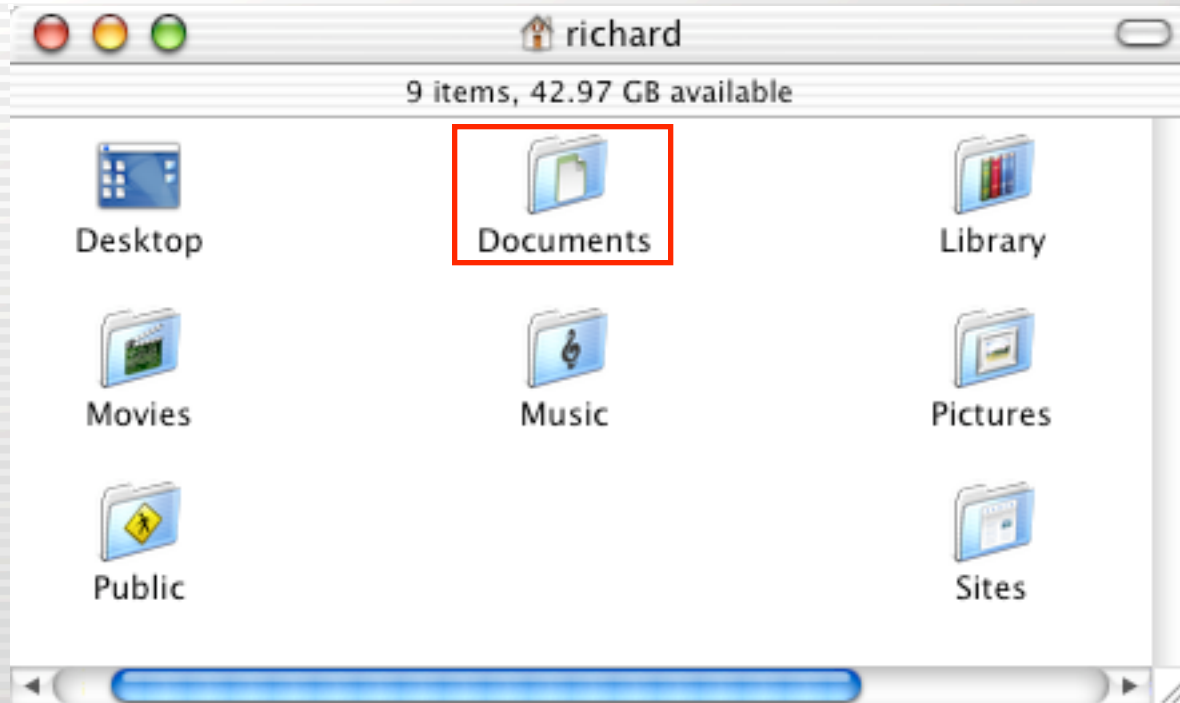 richard
9 items, 42.97 GB available
Desktop Documents Library
Movies Music Pictures
Public Sites